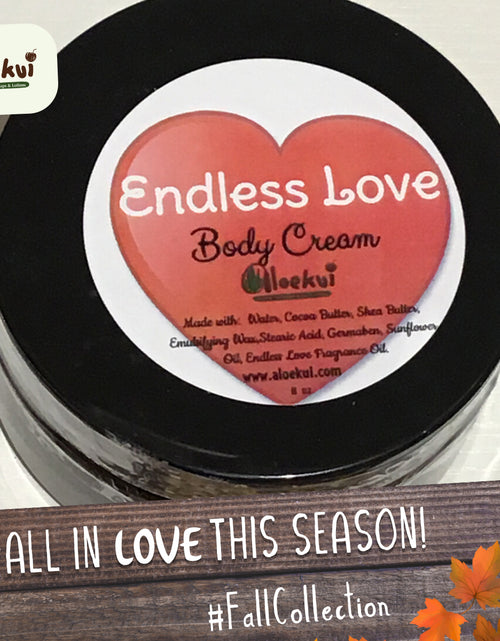 kui
Endless Love
Body Cream
Aloekui
Made with: Water, Cocoa Butter, Shea Butter,
Emulsifying Wax,Stearic Acid, Germaben, Sunflower
Oil, Endless Love Fragrance Oil.
www.aloekui.com
8 oz
ALL IN LOVE THIS SEASON!
#FallCollection